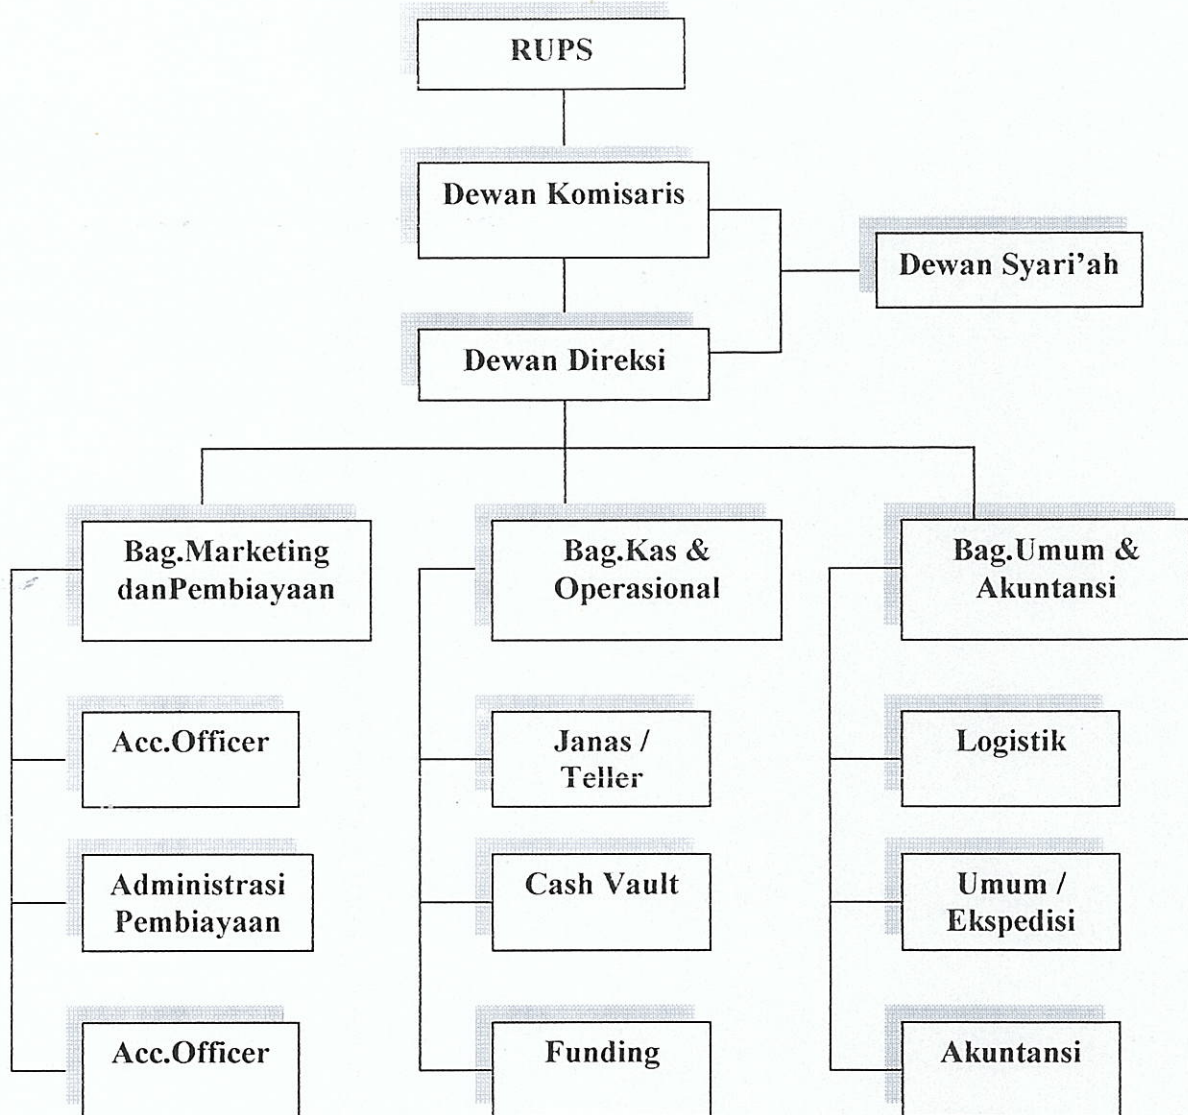 RUPS
Dewan Komisaris
Dewan Syari'ah
Dewan Direksi
Bag.Marketing
danPembiayaan
Bag.Kas &
Operasional
Bag.Umum &
Akuntansi
Acc.Officer
Janas /
Teller
Logistik
Administrasi
Pembiayaan
Cash Vault
Umum /
Ekspedisi
Acc.Officer
Funding
Akuntansi